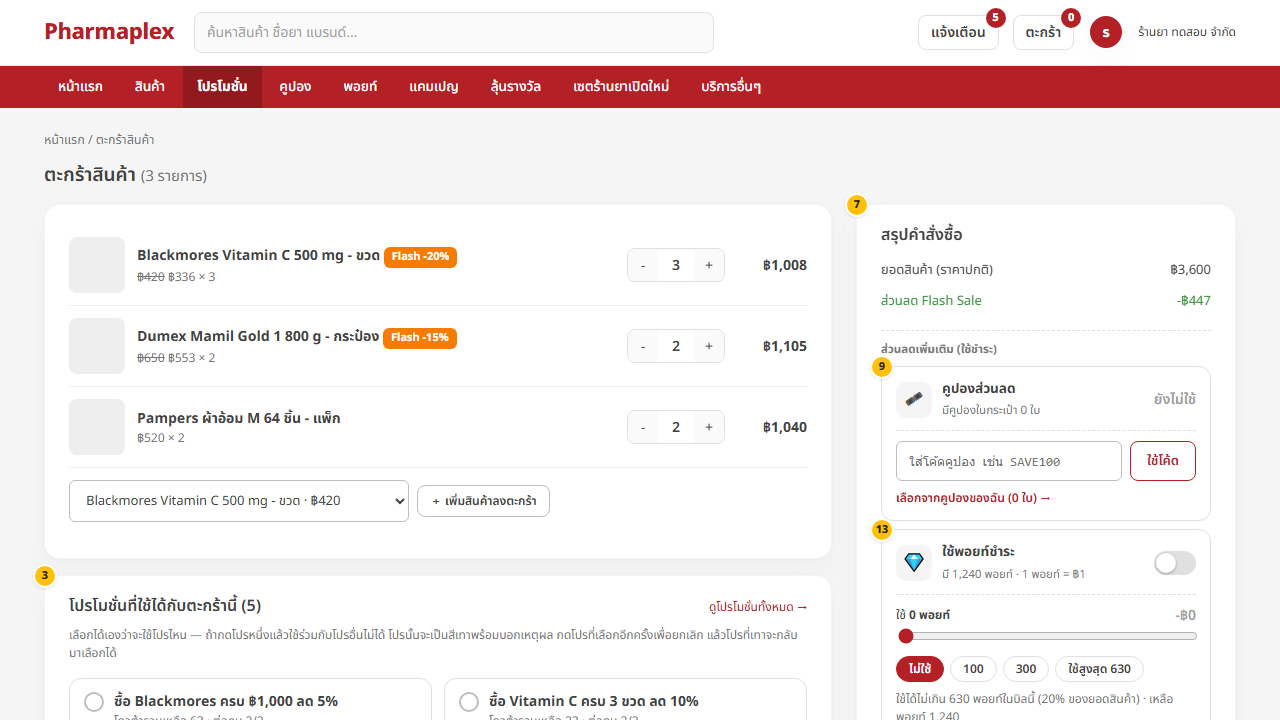 Pharmaplex
ค้นหาสินค้า ชื่อยา แบรนด์...
แจ้งเตือน 5
ตะกร้า 0
S
ร้านยา ทดสอบ จำกัด
หน้าแรก สินค้า โปรโมชั่น คูปอง พอยท์ แคมเปญ ลุ้นรางวัล เซตร้านยาเปิดใหม่ บริการอื่นๆ
หน้าแรก / ตะกร้าสินค้า
ตะกร้าสินค้า (3 รายการ)
Blackmores Vitamin C 500 mg - ขวด Flash -20%
฿420 ฿336 × 3
- 3 + ฿1,008
Dumex Mamil Gold 1 800 g - กระป๋อง Flash -15%
฿650 ฿553 × 2
- 2 + ฿1,105
Pampers ผ้าอ้อม M 64 ชิ้น - แพ็ก
฿520 × 2
- 2 + ฿1,040
Blackmores Vitamin C 500 mg - ขวด · ฿420
+ เพิ่มสินค้าลงตะกร้า
3
โปรโมชั่นที่ใช้ได้กับตะกร้านี้ (5)
ดูโปรโมชั่นทั้งหมด →
เลือกได้เองว่าจะใช้โปรไหน — ถ้ากดโปรหนึ่งแล้วใช้ร่วมกับโปรอื่นไม่ได้ โปรนั้นจะเป็นสีเทาพร้อมบอกเหตุผล กดโปรที่เลือกอีกครั้งเพื่อยกเลิก แล้วโปรที่เทาจะกลับ
มาเลือกได้
ซื้อ Blackmores ครบ ฿1,000 ลด 5%
ซื้อ Vitamin C ครบ 3 ขวด ลด 10%
7
สรุปคำสั่งซื้อ
ยอดสินค้า (ราคาปกติ) ฿3,600
ส่วนลด Flash Sale -฿447
ส่วนลดเพิ่มเติม (ใช้ชำระ)
9
คูปองส่วนลด
มีคูปองในกระเป๋า 0 ใบ
ยังไม่ใช้
ใส่โค้ดคูปอง เช่น SAVE100
ใช้โค้ด
เลือกจากคูปองของฉัน (0 ใบ) →
13
ใช้พอยท์ชำระ
มี 1,240 พอยท์ · 1 พอยท์ = ฿1
ใช้ 0 พอยท์ -฿0
ไม่ใช้ 100 300 ใช้สูงสุด 630
ใช้ได้ไม่เกิน 630 พอยท์ในบิลนี้ (20% ของยอดสินค้า) · เหลือ
พอยท์ 1,240